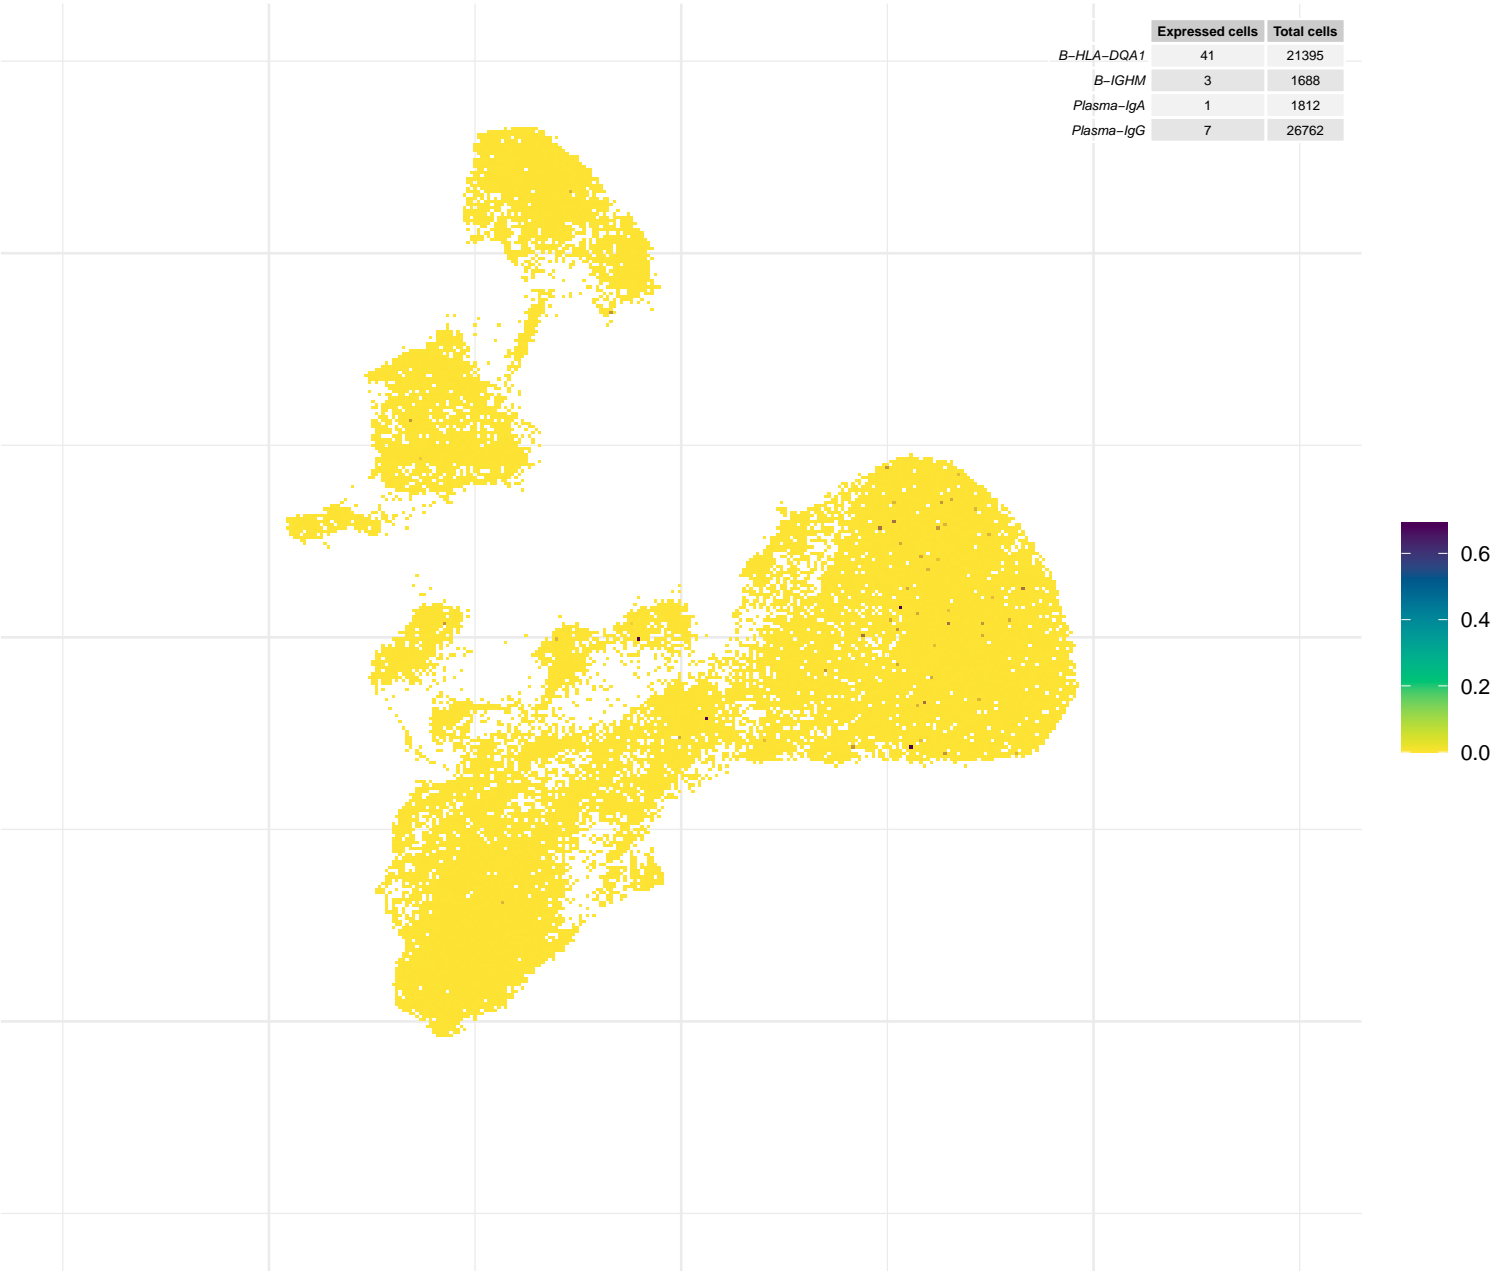 Expressed cells Total cells
B−HLA−DQA1 41 21395
B−IGHM 3 1688
Plasma−IgA 1 1812
Plasma−IgG 7 26762
0.6
0.4
0.2
0.0